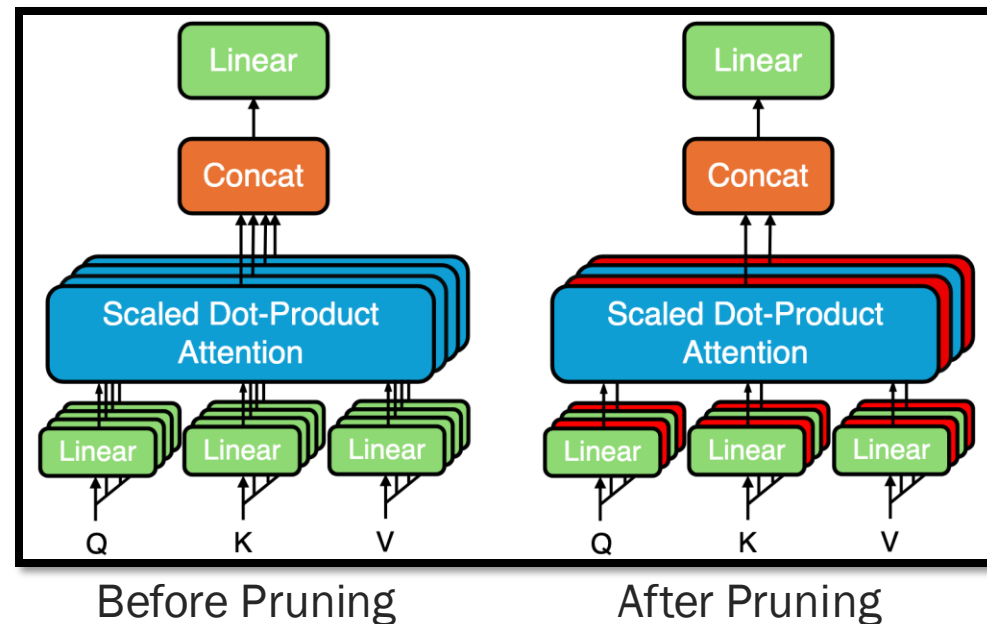 Linear
Concat
Scaled Dot-Product
Attention
Linear
Linear
Linear
Q
K
V
Before Pruning
Linear
Concat
Scaled Dot-Product
Attention
Linear
Linear
Linear
Q
K
V
After Pruning